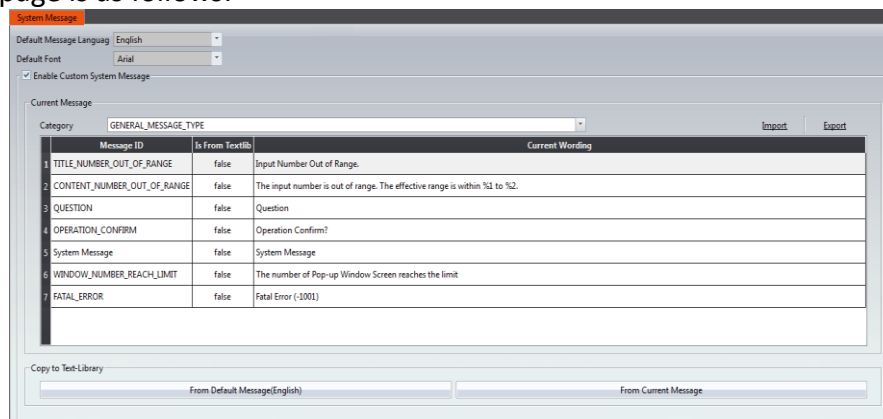 page is as follows.
System Message
Default Message Languag English
Default Font Arial
Enable Custom System Message
Current Message
Category GENERAL_MESSAGE_TYPE Import Export
Message ID Is From Textlib Current Wording
1 TITLE_NUMBER_OUT_OF_RANGE false Input Number Out of Range.
2 CONTENT_NUMBER_OUT_OF_RANGE false The input number is out of range. The effective range is within %1 to %2.
3 QUESTION false Question
4 OPERATION_CONFIRM false Operation Confirm?
5 System Message false System Message
6 WINDOW_NUMBER_REACH_LIMIT false The number of Pop-up Window Screen reaches the limit
7 FATAL_ERROR false Fatal Error (-1001)
Copy to Text-Library
From Default Message(English) From Current Message